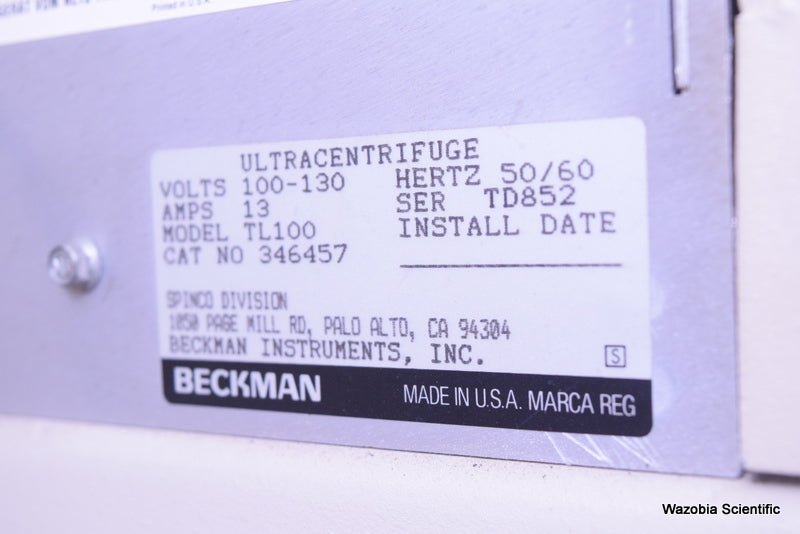 Printed in U.S.A.
ULTRACENTRIFUGE
VOLTS 100-130 HERTZ 50/60
AMPS 13 SER TD852
MODEL TL100 INSTALL DATE
CAT NO 346457
SPINCO DIVISION
1050 PAGE MILL RD, PALO ALTO, CA 94304
BECKMAN INSTRUMENTS, INC. S
BECKMAN MADE IN U.S.A. MARCA REG
Wazobia Scientific